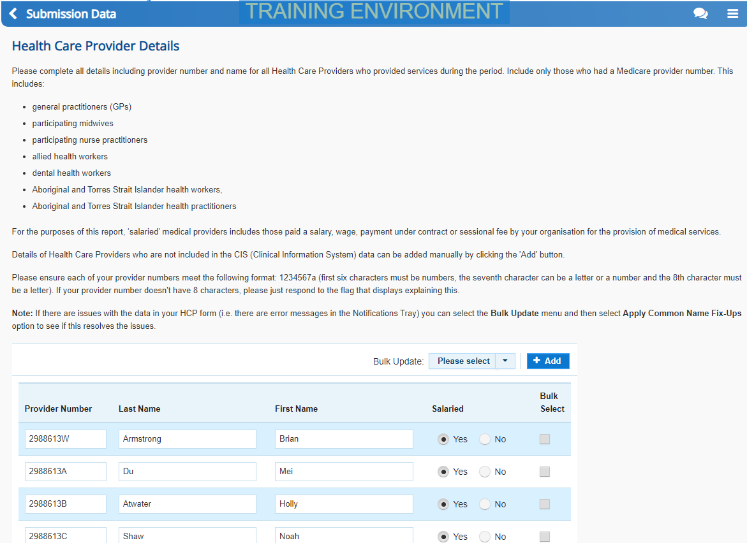 Submission Data
TRAINING ENVIRONMENT
Health Care Provider Details
Please complete all details including provider number and name for all Health Care Providers who provided services during the period. Include only those who had a Medicare provider number. This
includes:
• general practitioners (GPs)
• participating midwives
• participating nurse practitioners
• allied health workers
• dental health workers
• Aboriginal and Torres Strait Islander health workers,
• Aboriginal and Torres Strait Islander health practitioners
For the purposes of this report, 'salaried' medical providers includes those paid a salary, wage, payment under contract or sessional fee by your organisation for the provision of medical services.
Details of Health Care Providers who are not included in the CIS (Clinical Information System) data can be added manually by clicking the 'Add' button.
Please ensure each of your provider numbers meet the following format: 1234567a (first six characters must be numbers, the seventh character can be a letter or a number and the 8th character must
be a letter). If your provider number doesn't have 8 characters, please just respond to the flag that displays explaining this.
Note: If there are issues with the data in your HCP form (i.e. there are error messages in the Notifications Tray) you can select the Bulk Update menu and then select Apply Common Name Fix-Ups
option to see if this resolves the issues.
Bulk Update: Please select + Add
Provider Number Last Name First Name Salaried Bulk Select
2988613W Armstrong Brian Yes No
2988613A Du Mei Yes No
2988613B Atwater Holly Yes No
2988613C Shaw Noah Yes No